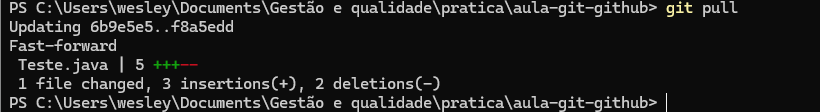 PS C:\Users\wesley\Documents\Gestão e qualidade\pratica\aula-git-github> git pull
Updating 6b9e5e5..f8a5edd
Fast-forward
 Teste.java | 5 +++--
 1 file changed, 3 insertions(+), 2 deletions(-)
PS C:\Users\wesley\Documents\Gestão e qualidade\pratica\aula-git-github>